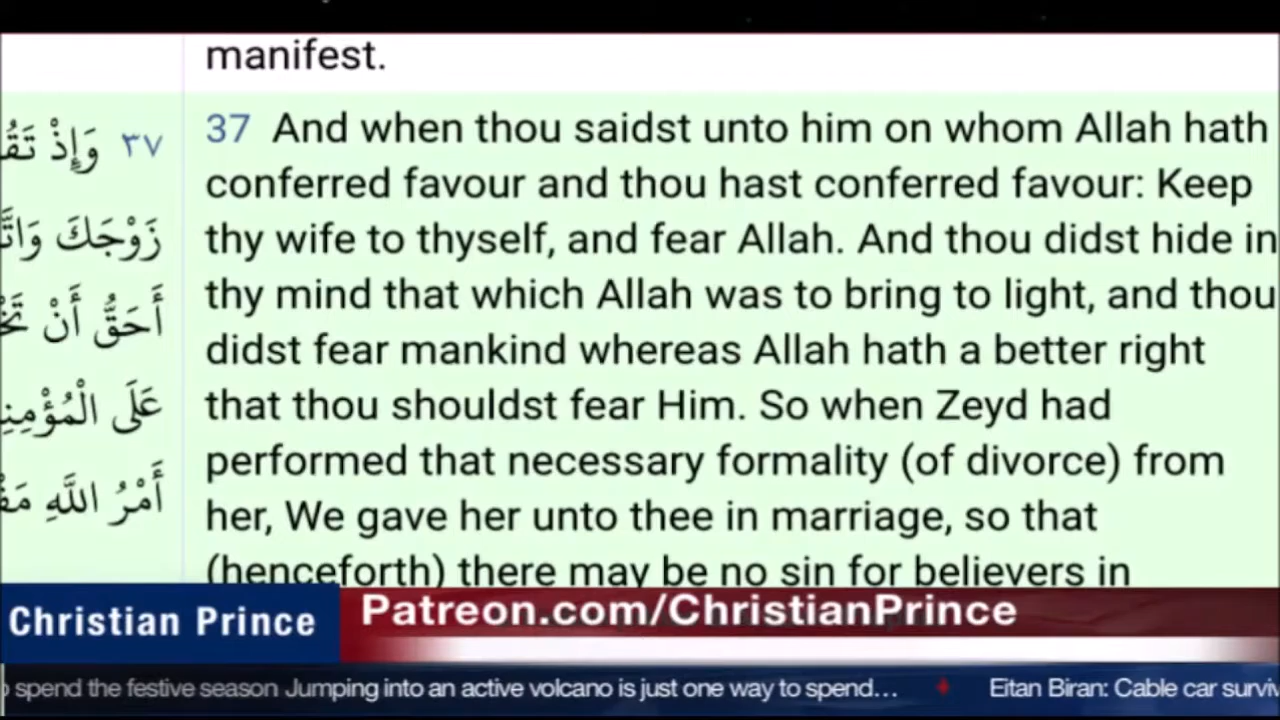 manifest.
37 And when thou saidst unto him on whom Allah hath
conferred favour and thou hast conferred favour: Keep
thy wife to thyself, and fear Allah. And thou didst hide in
thy mind that which Allah was to bring to light, and thou
didst fear mankind whereas Allah hath a better right
that thou shouldst fear Him. So when Zeyd had
performed that necessary formality (of divorce) from
her, We gave her unto thee in marriage, so that
(henceforth) there may be no sin for believers in
٣٧ وَإِذْ
زَوْجَكَ
أَحَقُّ أَنْ
عَلَى
أَمْرُ اللَّهِ
Christian Prince
Patreon.com/ChristianPrince
spend the festive season Jumping into an active volcano is just one way to spend... Eitan Biran: Cable car